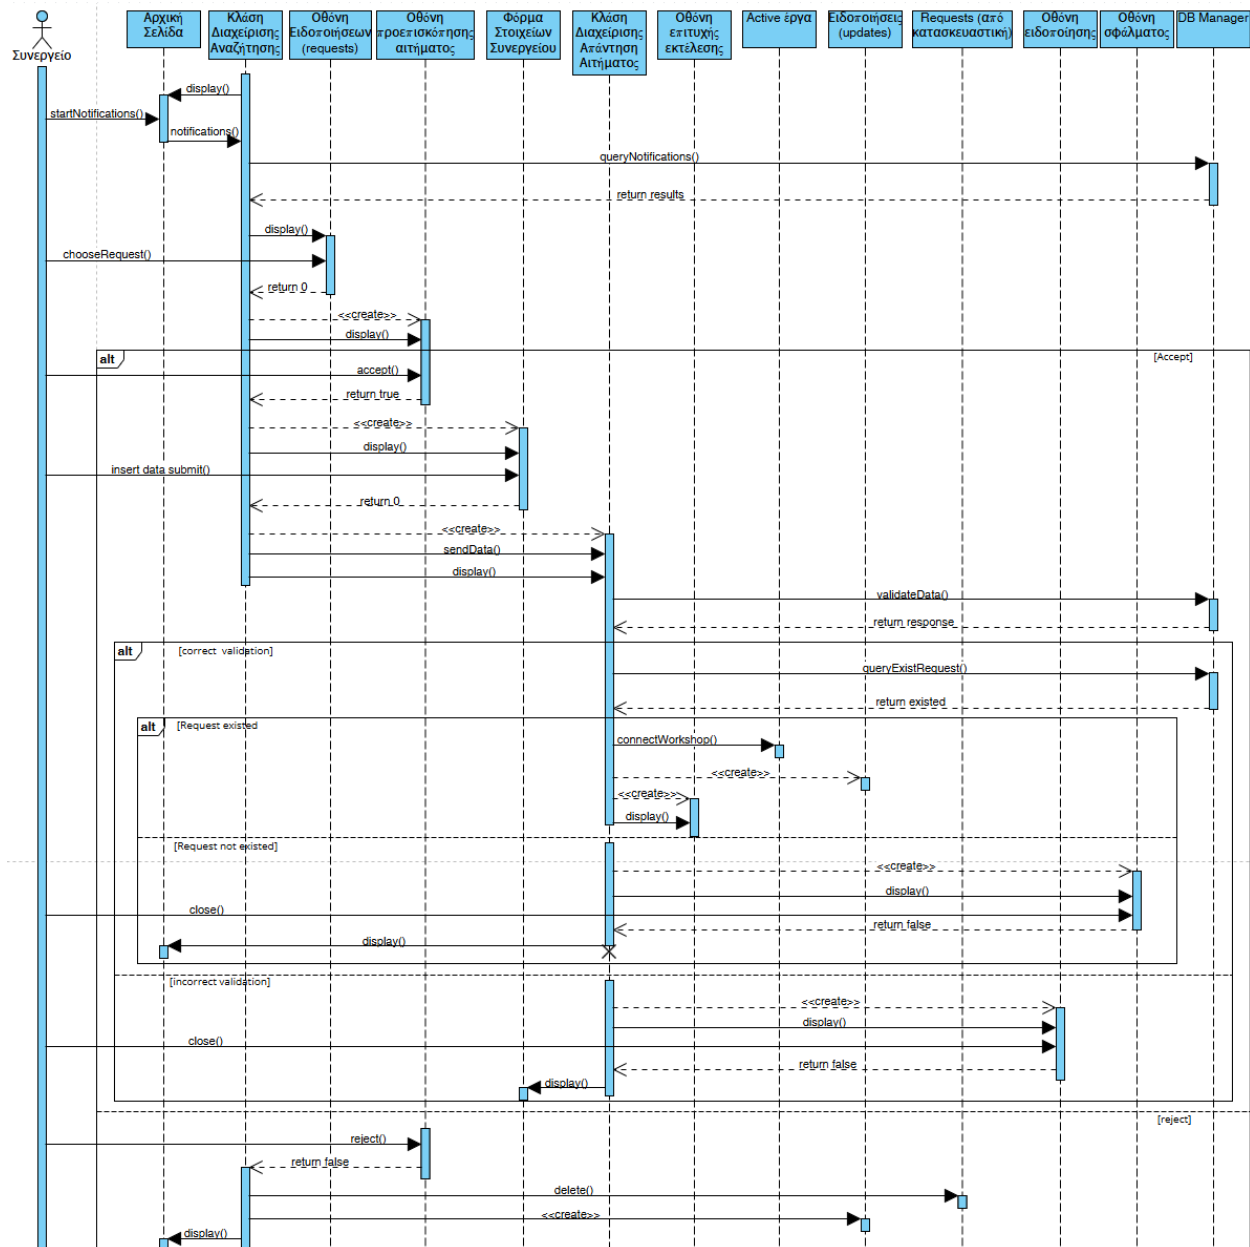 Συνεργείο
Αρχική
Σελίδα
Κλάση
Διαχείρισης
Αναζήτησης
Οθόνη
Ειδοποιήσεων
(requests)
Οθόνη
προεπισκόπησης
αιτήματος
Φόρμα
Στοιχείων
Συνεργείου
Κλάση
Διαχείρισης
Απάντηση
Αιτήματος
Οθόνη
επιτυχής
εκτέλεσης
Active έργα
Ειδοποιήσεις
(updates)
Requests (από
κατασκευαστική)
Οθόνη
ειδοποίησης
Οθόνη
σφάλματος
DB Manager
display()
startNotifications()
notifications()
queryNotifications()
return results
display()
chooseRequest()
return 0
<<create>>
display()
alt
[Accept]
accept()
return true
<<create>>
display()
insert data submit()
return 0
<<create>>
sendData()
display()
validateData()
return response
alt
[correct validation]
queryExistRequest()
return existed
alt
[Request existed
connectWorkshop()
<<create>>
<<create>>
display()
[Request not existed]
<<create>>
display()
close()
return false
display()
[incorrect validation]
<<create>>
display()
close()
return false
display()
[reject]
reject()
return false
delete()
<<create>>
display()